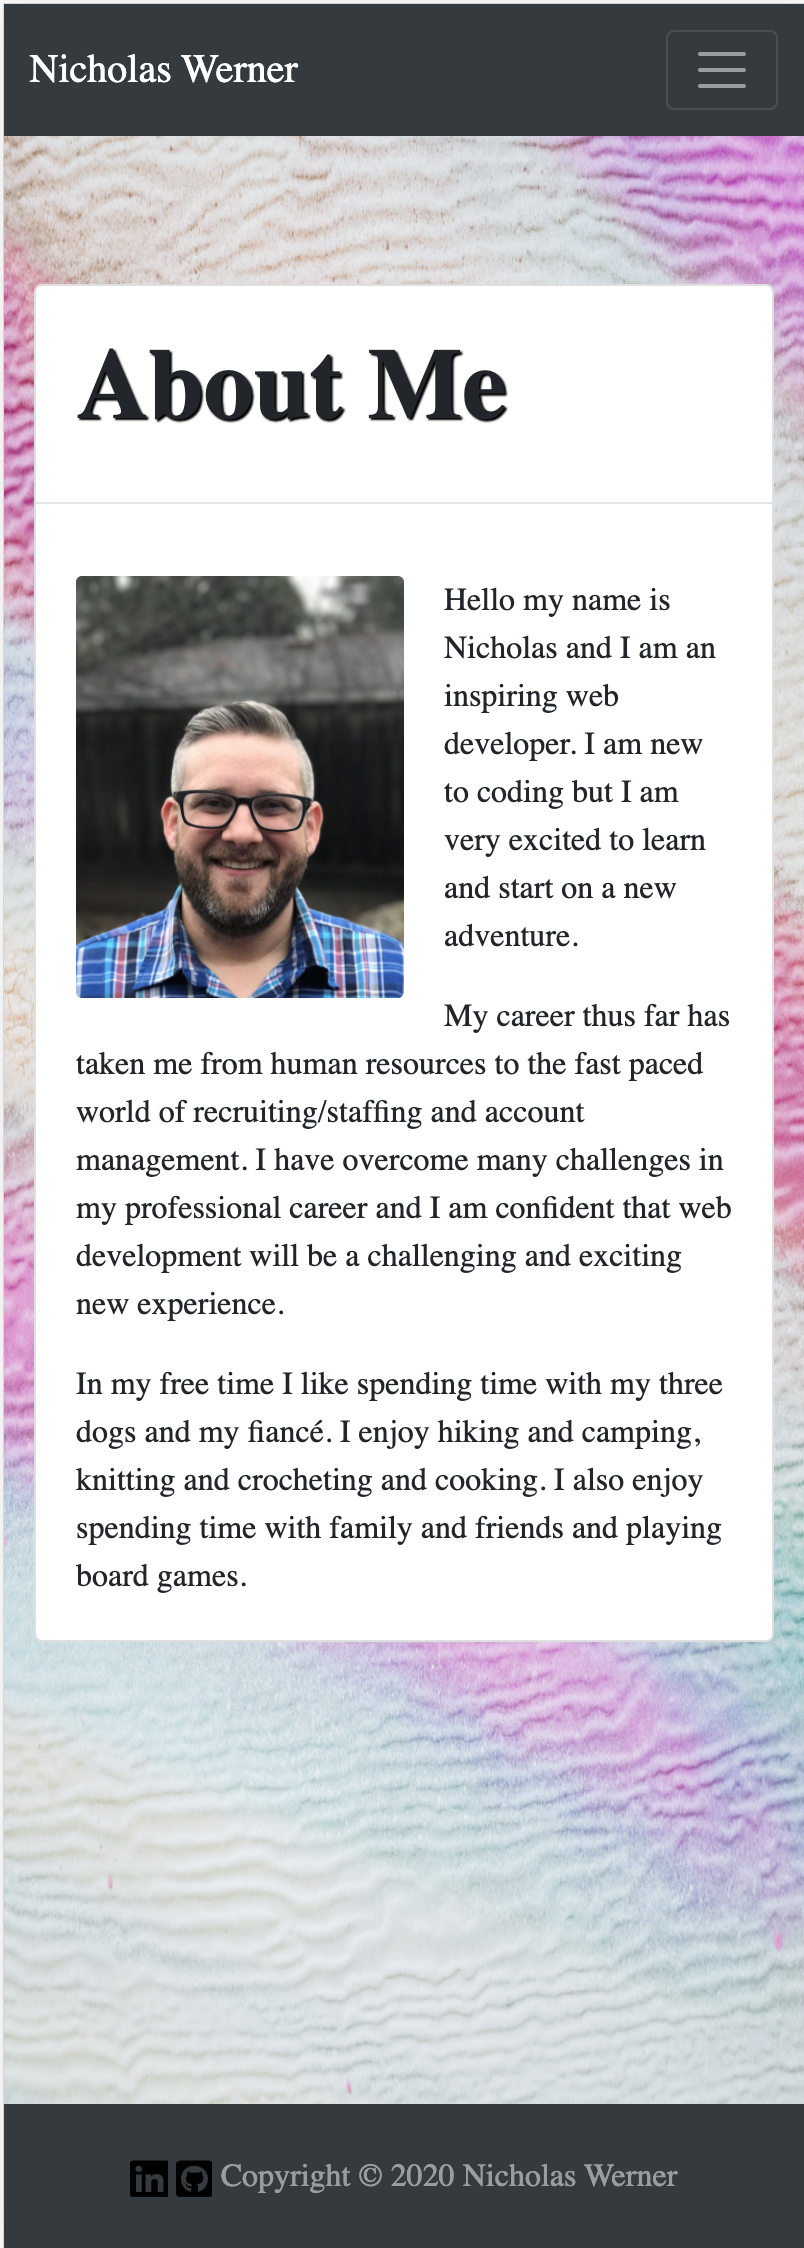 Nicholas Werner
About Me
Hello my name is
Nicholas and I am an
inspiring web
developer. I am new
to coding but I am
very excited to learn
and start on a new
adventure.
My career thus far has
taken me from human resources to the fast paced
world of recruiting/staffing and account
management. I have overcome many challenges in
my professional career and I am confident that web
development will be a challenging and exciting
new experience.
In my free time I like spending time with my three
dogs and my fiancé. I enjoy hiking and camping,
knitting and crocheting and cooking. I also enjoy
spending time with family and friends and playing
board games.
in Copyright © 2020 Nicholas Werner